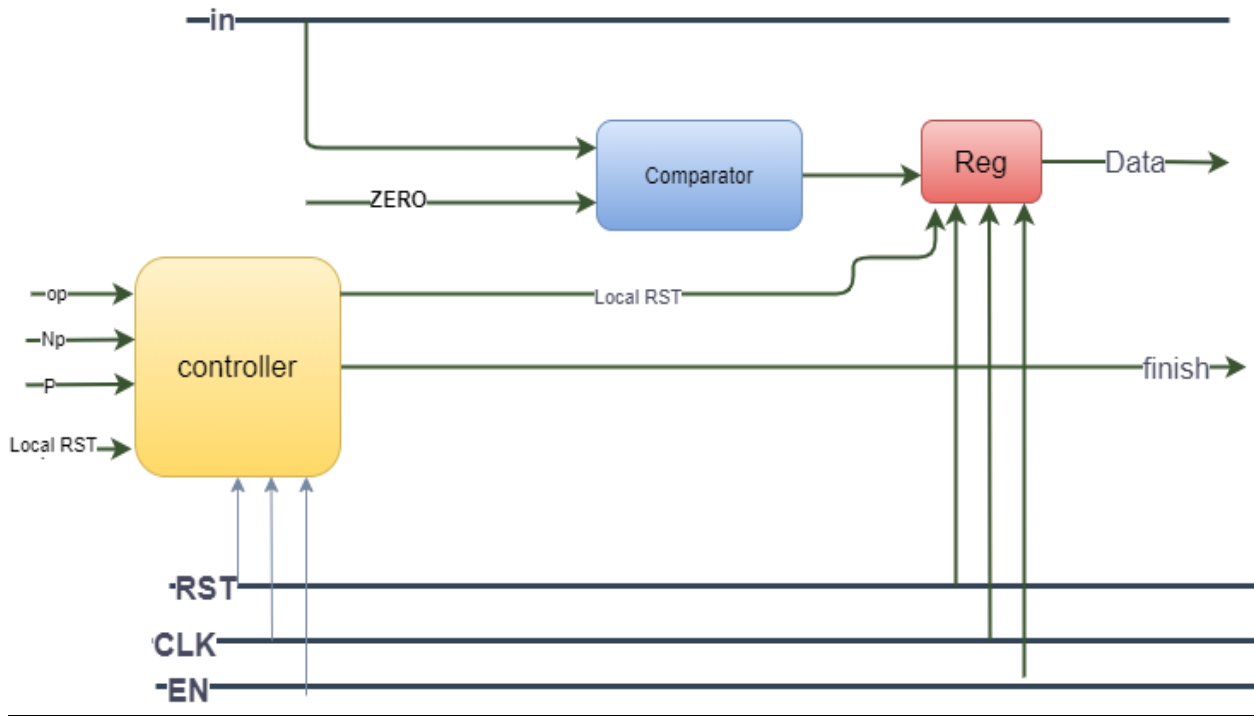 in
Comparator
Reg
Data
ZERO
op
Local RST
Np
controller
finish
P
Local RST
RST
CLK
EN